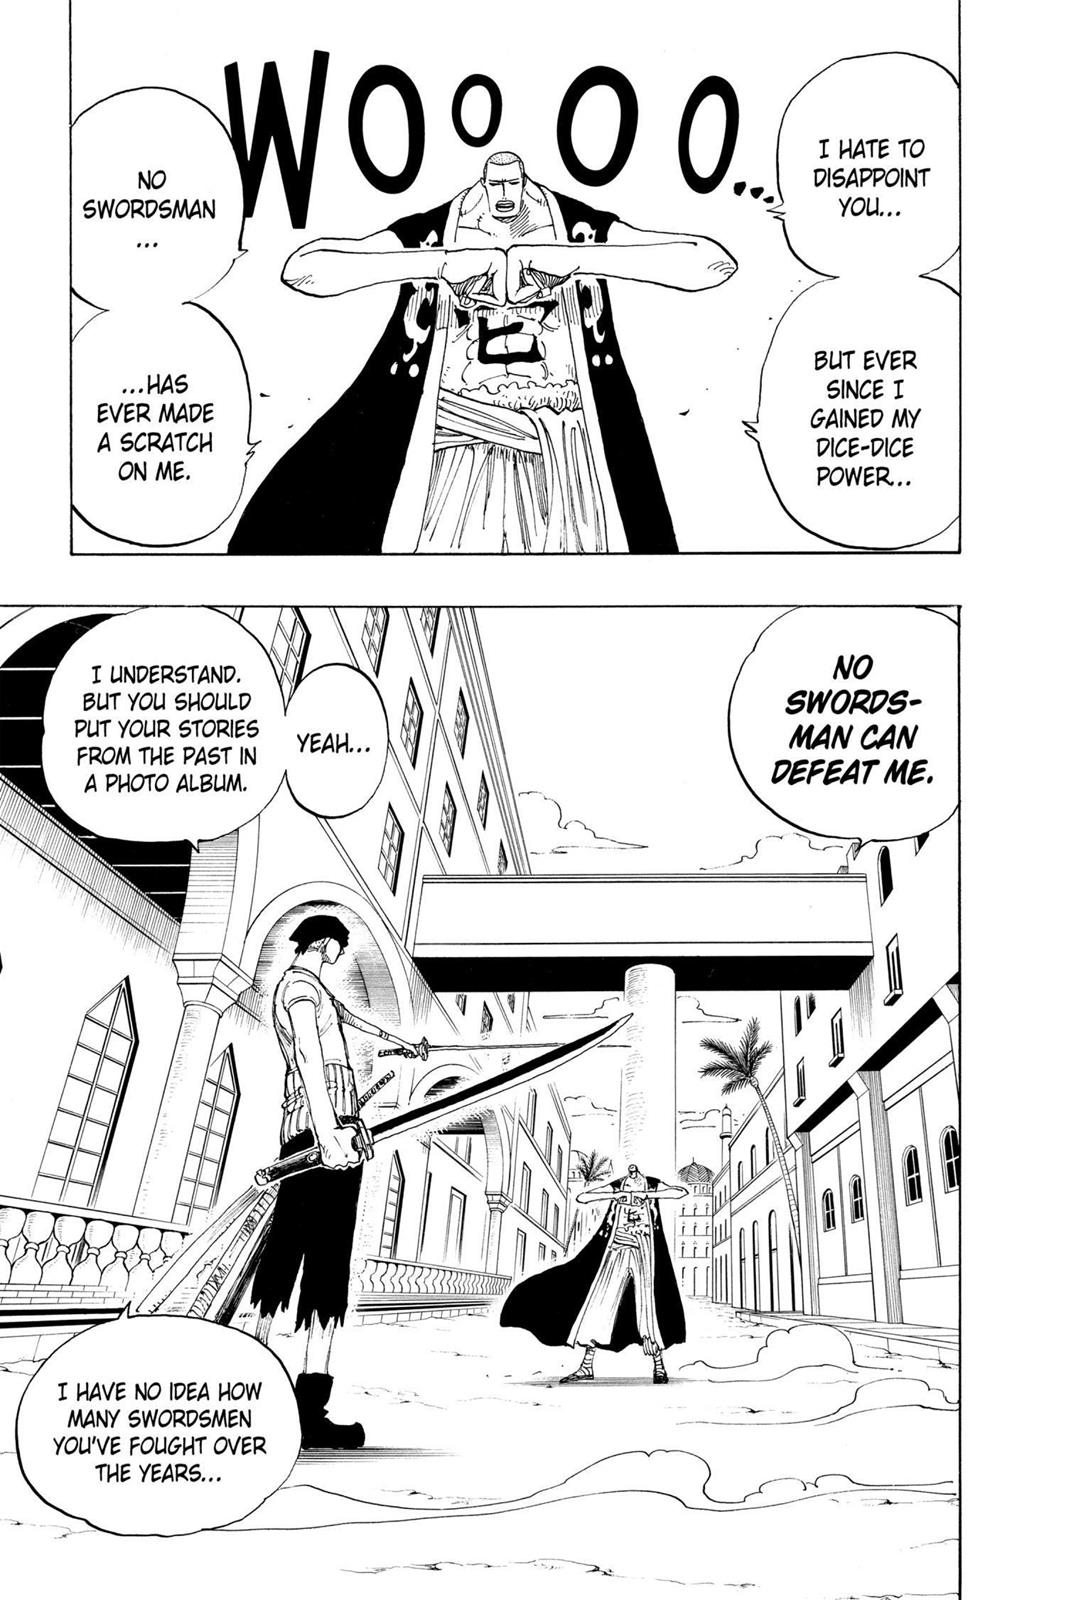 WOOOO...
I HATE TO
DISAPPOINT
YOU...
BUT EVER
SINCE I
GAINED MY
DICE-DICE
POWER...
NO
SWORDSMAN
...
...HAS
EVER MADE
A SCRATCH
ON ME.
ヒ
NO
SWORDS-
MAN CAN
DEFEAT ME.
YEAH...
I UNDERSTAND.
BUT YOU SHOULD
PUT YOUR STORIES
FROM THE PAST IN
A PHOTO ALBUM.
ヒ
I HAVE NO IDEA HOW
MANY SWORDSMEN
YOU'VE FOUGHT OVER
THE YEARS...